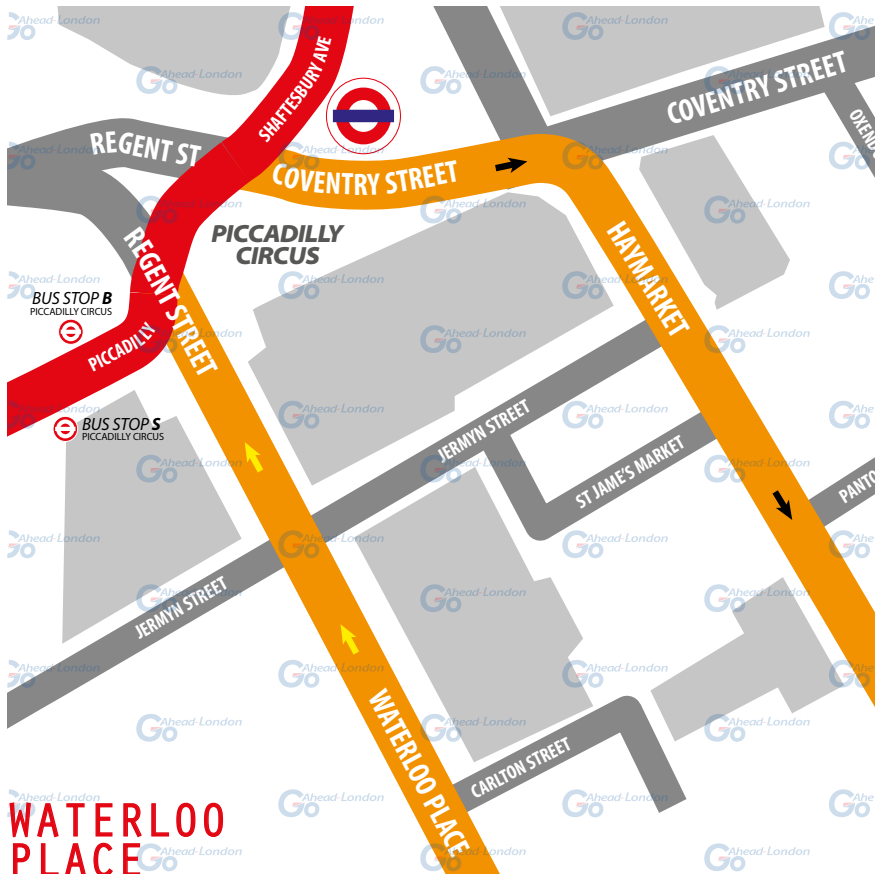 SHAFTESBURY AVE
COVENTRY STREET
REGENT ST
COVENTRY STREET
PICCADILLY
CIRCUS
REGENT STREET
HAYMARKET
BUS STOP B
PICCADILLY CIRCUS
PICCADILLY
BUS STOP S
PICCADILLY CIRCUS
JERMYN STREET
ST JAME'S MARKET
PANTO
JERMYN STREET
WATERLOO PLACE
CARLTON STREET
WATERLOO
PLACE
OXEND
Go Ahead-London